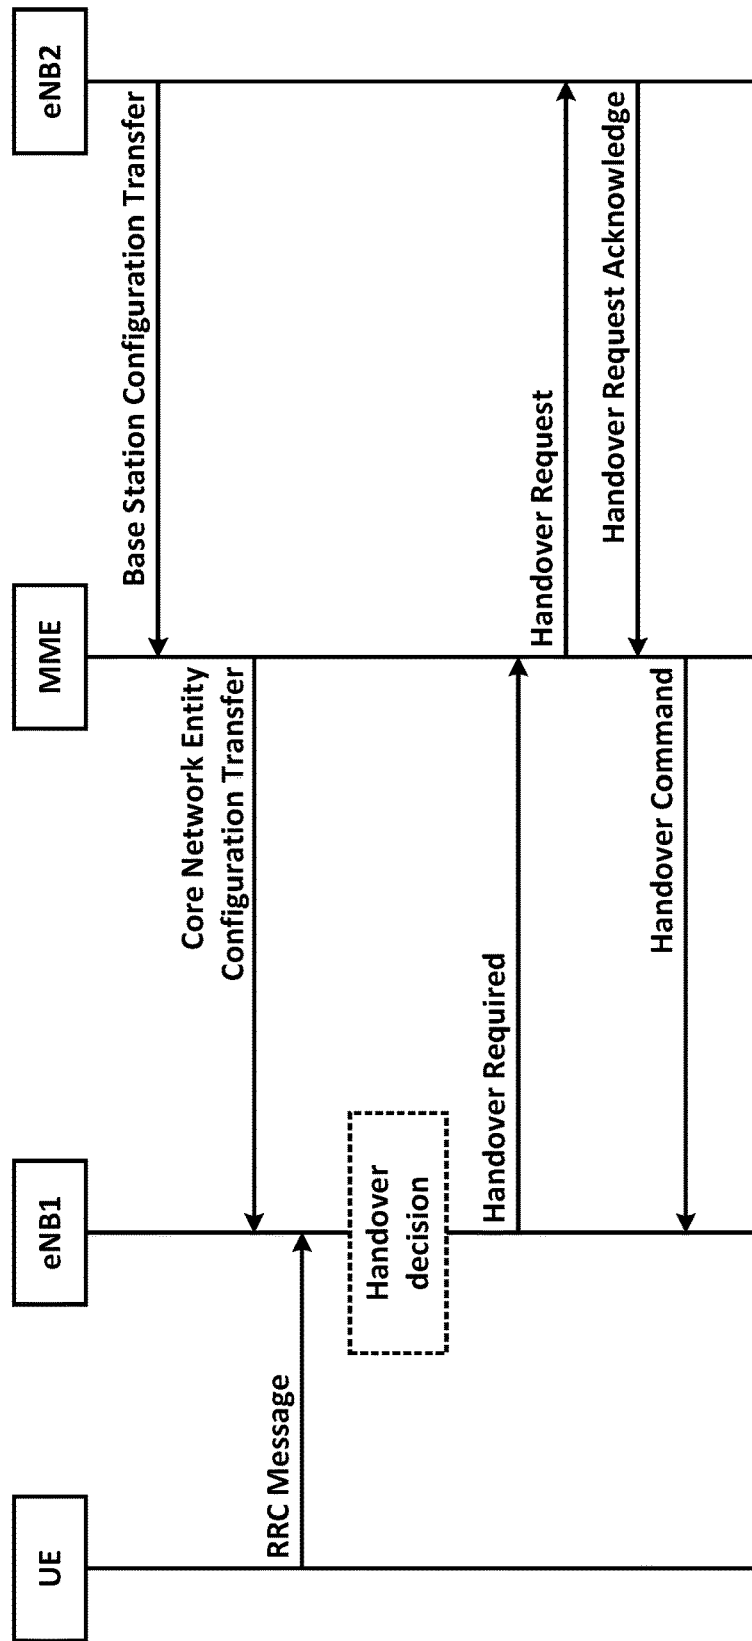 UE
eNB1
MME
eNB2
Base Station Configuration Transfer
Core Network Entity
Configuration Transfer
RRC Message
Handover
decision
Handover Required
Handover Request
Handover Request Acknowledge
Handover Command